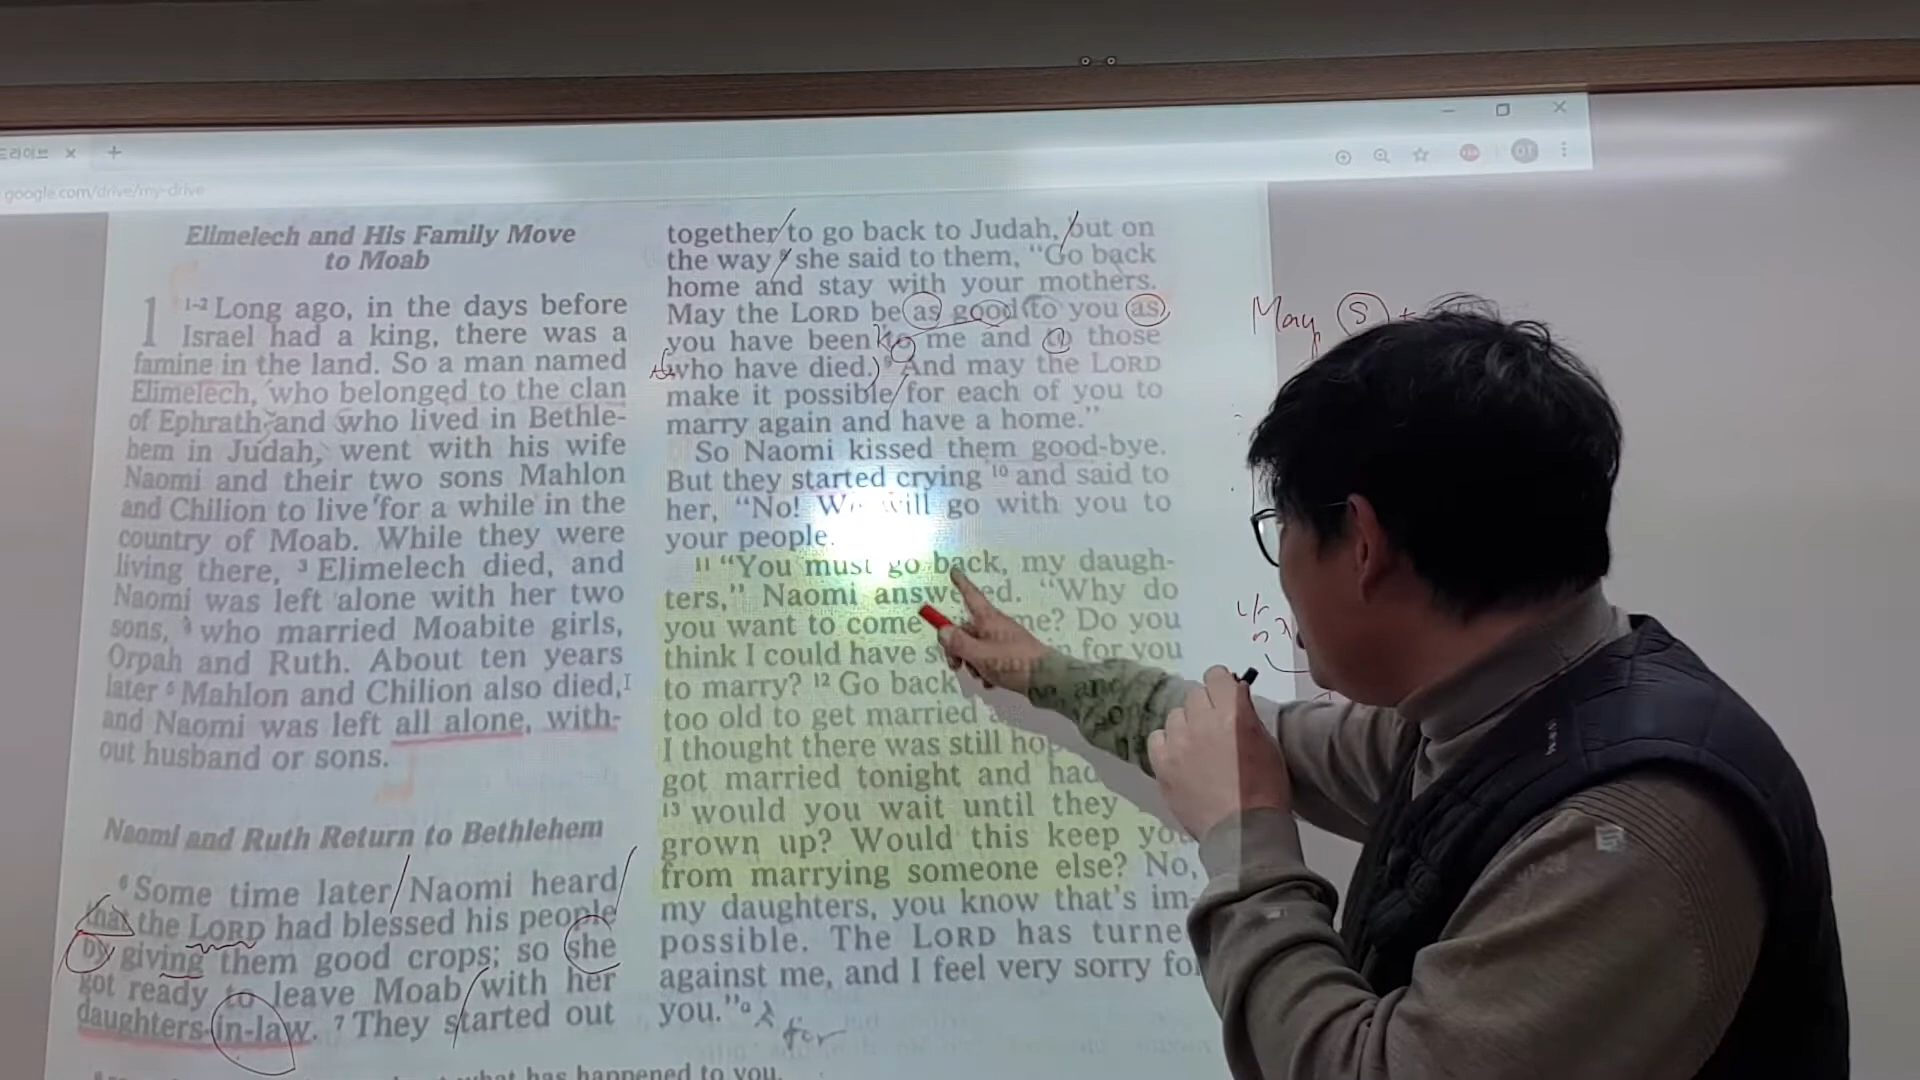 드라이브
google.com/drive/my-drive
Elimelech and His Family Move
to Moab
1 1-2 Long ago, in the days before
Israel had a king, there was a
famine in the land. So a man named
Elimelech, who belonged to the clan
of Ephrath and who lived in Bethle-
hem in Judah, went with his wife
Naomi and their two sons Mahlon
and Chilion to live for a while in the
country of Moab. While they were
living there, 3 Elimelech died, and
Naomi was left alone with her two
sons, who married Moabite girls,
Orpah and Ruth. About ten years
later 5 Mahlon and Chilion also died,
and Naomi was left all alone, with-
out husband or sons.
Naomi and Ruth Return to Bethlehem
6 Some time later Naomi heard
that the LORD had blessed his people
by giving them good crops; so she
got ready to leave Moab with her
daughters-in-law. 7 They started out
together to go back to Judah, but on
the way she said to them, "Go back
home and stay with your mothers.
May the LORD be as good to you as
you have been to me and to those
who have died. 9 And may the LORD
make it possible for each of you to
marry again and have a home."
So Naomi kissed them good-bye.
But they started crying 10 and said to
her, "No! We will go with you to
your people.
11 "You must go back, my daugh-
ters," Naomi answered. "Why do
you want to come me? Do you
think I could have for you
to marry? 12 Go back
too old to get married
I thought there was still
got married tonight and had
13 would you wait until they
grown up? Would this keep you
from marrying someone else? No,
my daughters, you know that's im-
possible. The LORD has turne
against me, and I feel very sorry for
you."a
for
what has happened to you.
May S +